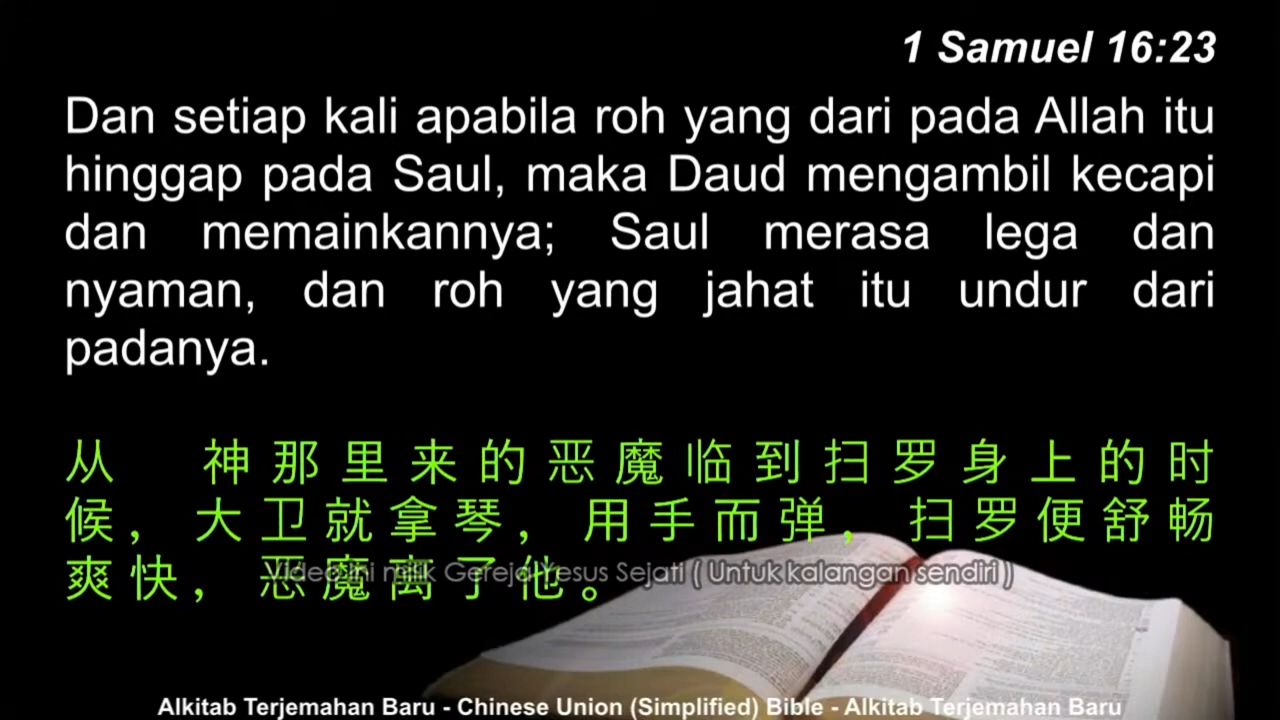 1 Samuel 16:23
Dan setiap kali apabila roh yang dari pada Allah itu
hinggap pada Saul, maka Daud mengambil kecapi
dan memainkannya; Saul merasa lega dan
nyaman, dan roh yang jahat itu undur dari
padanya.
从 神那里来的恶魔临到扫罗身上的时
候，大卫就拿琴，用手而弹，扫罗便舒畅
爽快，恶魔离了他。
Video ini milik Gereja Yesus Sejati ( Untuk kalangan sendiri )
Alkitab Terjemahan Baru - Chinese Union (Simplified) Bible - Alkitab Terjemahan Baru